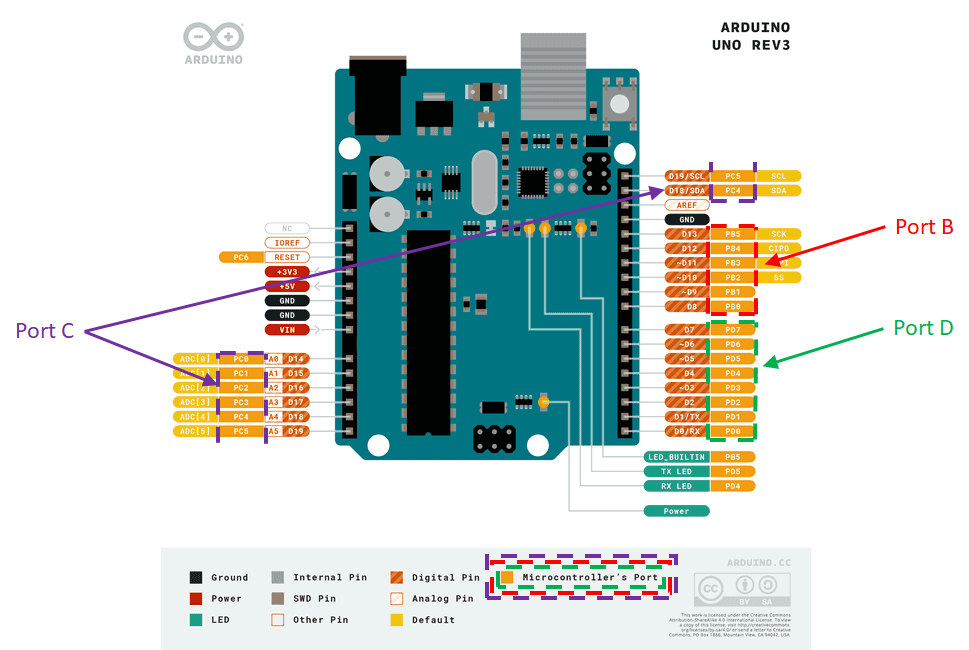 ARDUINO
ARDUINO
UNO REV3
D19/SCL PC5 SCL
D18/SDA PC4 SDA
AREF
GND
D13 PB5 SCK
D12 PB4 CIPO
~D11 PB3
~D10 PB2 SS
~D9 PB1
D8 PB0
Port B
D7 PD7
~D6 PD6
~D5 PD5
D4 PD4
~D3 PD3
D2 PD2
D1/TX PD1
D0/RX PD0
Port D
NC
IOREF
PC6 RESET
+3V3
+5V
GND
GND
VIN
Port C
ADC[0] PC0 A0 D14
ADC[1] PC1 A1 D15
ADC[2] PC2 A2 D16
ADC[3] PC3 A3 D17
ADC[4] PC4 A4 D18
ADC[5] PC5 A5 D19
LED_BUILTIN PB5
TX LED PD5
RX LED PD4
Power
Ground
Power
LED
Internal Pin
SWD Pin
Other Pin
Digital Pin
Analog Pin
Default
Microcontroller's Port
ARDUINO.CC
CC
BY SA
This work is licensed under the Creative Commons
Attribution-ShareAlike 4.0 International License. To view
a copy of this license, visit http://creativecommons.
org/licenses/by-sa/4.0/ or send a letter to Creative
Commons, PO Box 1866, Mountain View, CA 94042, USA.